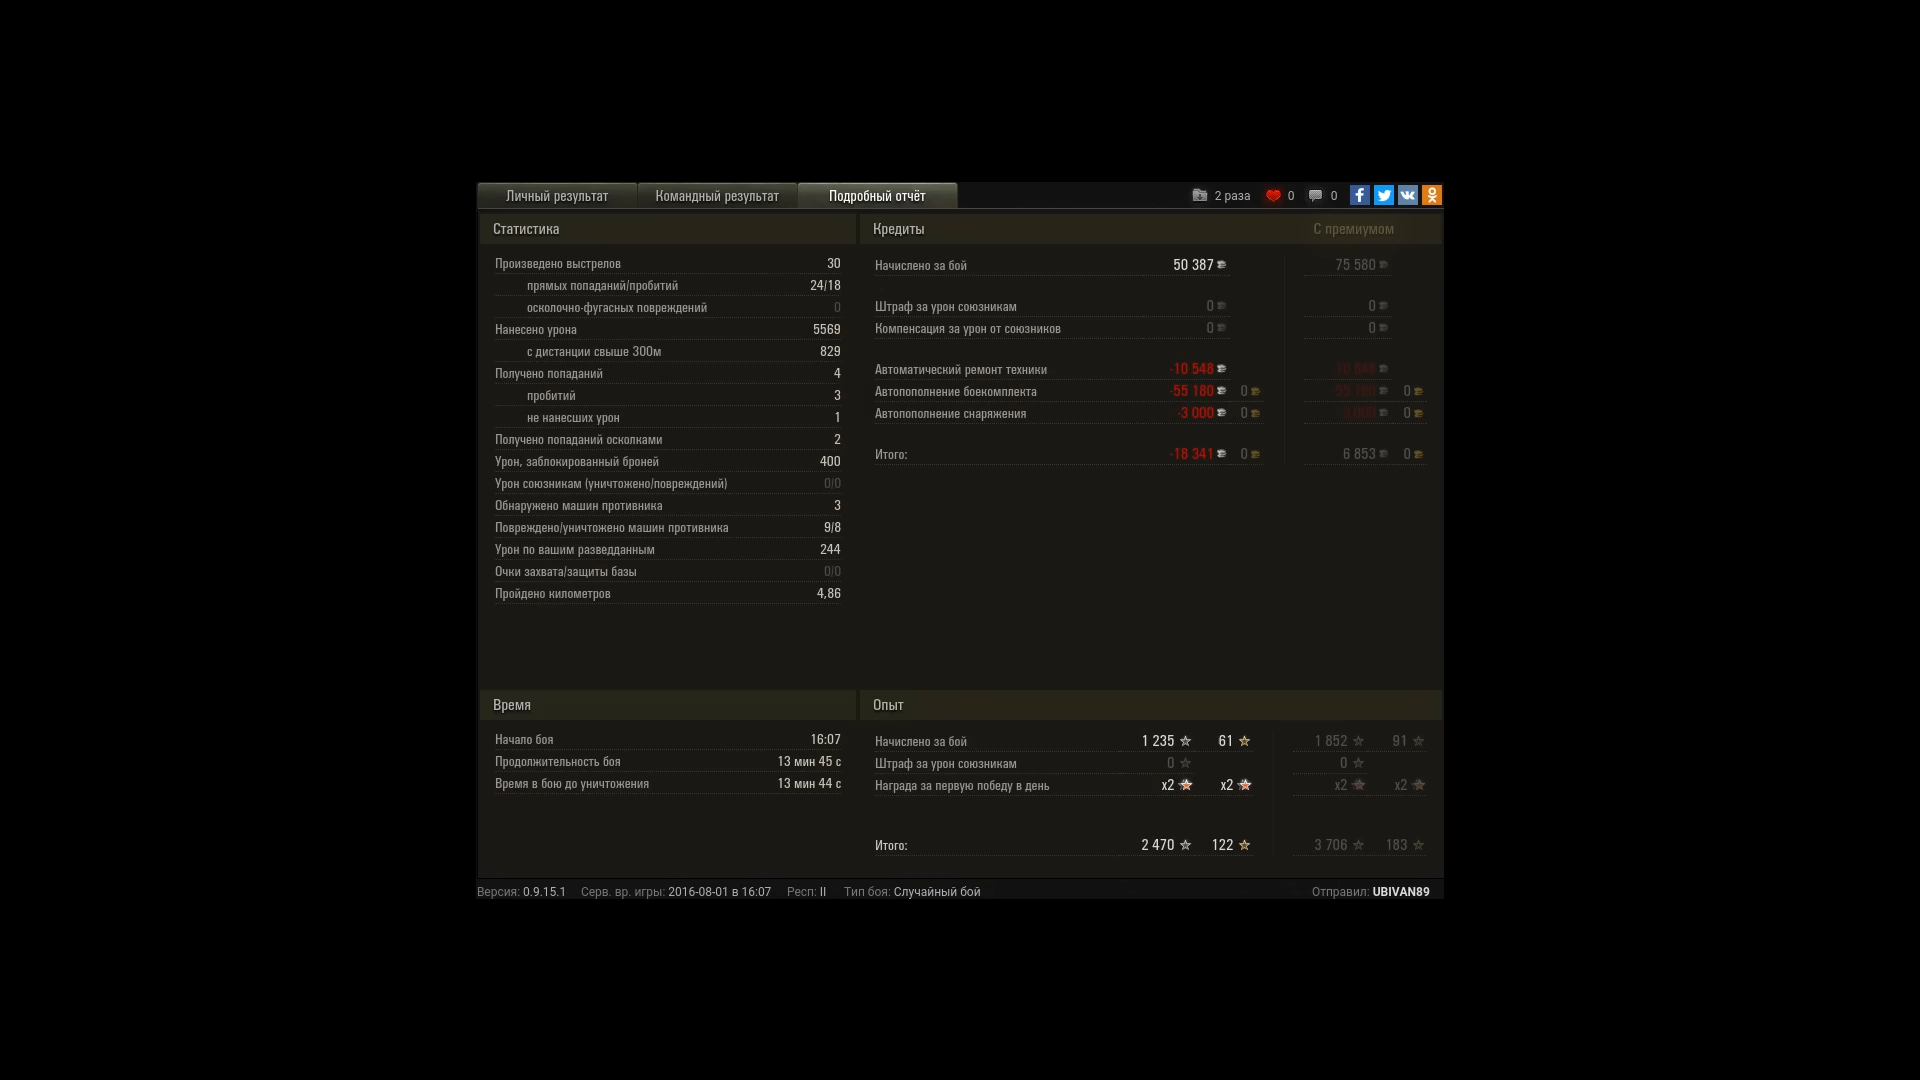 Личный результат Командный результат Подробный отчёт 2 раза 0 0
Статистика
Произведено выстрелов 30
прямых попаданий/пробитий 24/18
осколочно-фугасных повреждений 0
Нанесено урона 5569
с дистанции свыше 300м 829
Получено попаданий 4
пробитий 3
не нанесших урон 1
Получено попаданий осколками 2
Урон, заблокированный броней 400
Урон союзникам (уничтожено/повреждений) 0/0
Обнаружено машин противника 3
Повреждено/уничтожено машин противника 9/8
Урон по вашим разведданным 244
Очки захвата/защиты базы 0/0
Пройдено километров 4,86
Кредиты С премиумом
Начислено за бой 50 387 75 580
Штраф за урон союзникам 0 0
Компенсация за урон от союзников 0 0
Автоматический ремонт техники -10 548 -10 548
Автопополнение боекомплекта -55 180 0 -55 180 0
Автопополнение снаряжения -3 000 0 -3 000 0
Итого: -18 341 0 6 853 0
Время
Начало боя 16:07
Продолжительность боя 13 мин 45 с
Время в бою до уничтожения 13 мин 44 с
Опыт
Начислено за бой 1 235 61 1 852 91
Штраф за урон союзникам 0 0
Награда за первую победу в день x2 x2 x2 x2
Итого: 2 470 122 3 706 183
Версия: 0.9.15.1 Серв. вр. игры: 2016-08-01 в 16:07 Респ: II Тип боя: Случайный бой Отправил: UBIVAN89